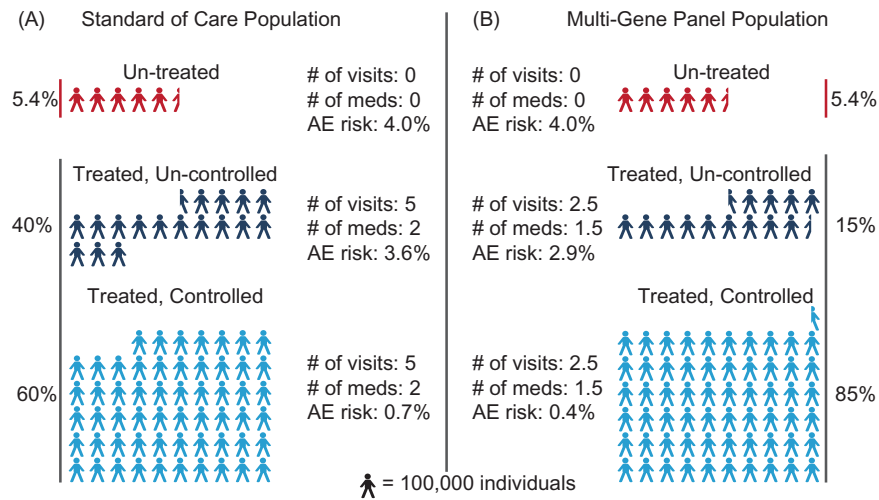 (A) Standard of Care Population
Un-treated
5.4%
# of visits: 0
# of meds: 0
AE risk: 4.0%
Treated, Un-controlled
40%
# of visits: 5
# of meds: 2
AE risk: 3.6%
Treated, Controlled
60%
# of visits: 5
# of meds: 2
AE risk: 0.7%
(B) Multi-Gene Panel Population
# of visits: 0
# of meds: 0
AE risk: 4.0%
Un-treated
5.4%
# of visits: 2.5
# of meds: 1.5
AE risk: 2.9%
Treated, Un-controlled
15%
# of visits: 2.5
# of meds: 1.5
AE risk: 0.4%
Treated, Controlled
85%
= 100,000 individuals